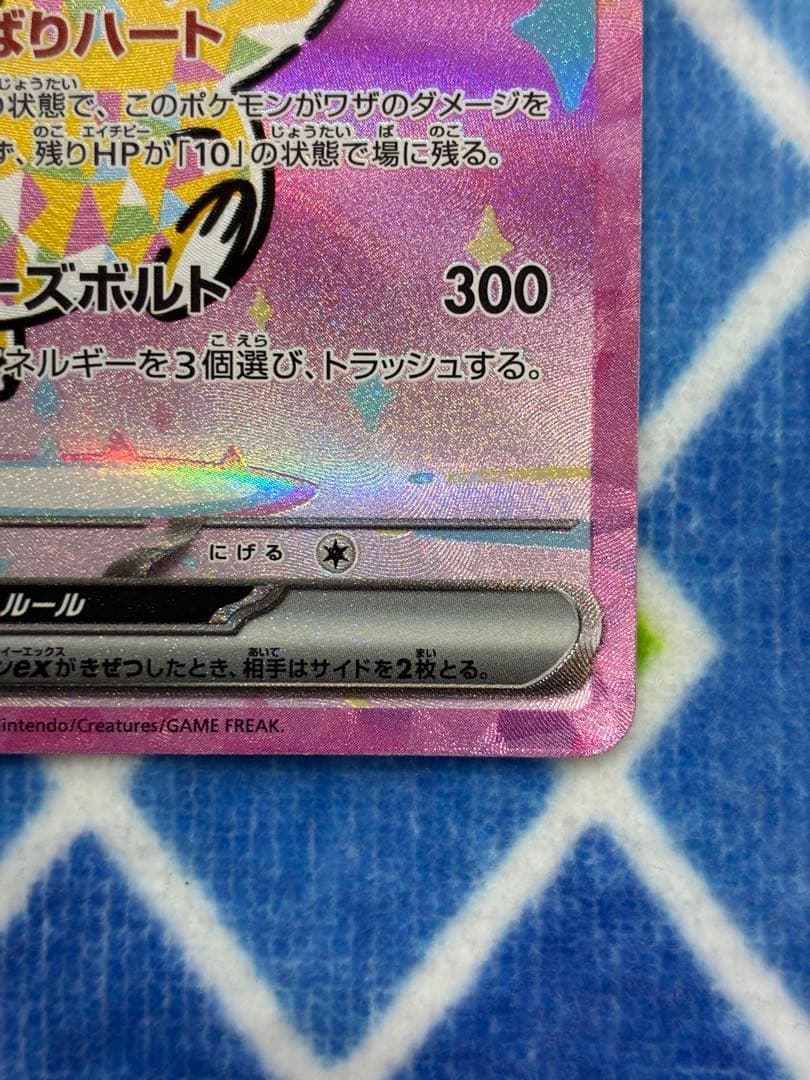 ばりハート
の状態で、このポケモンがワザのダメージを
ず、残りHPが「10」の状態で場に残る。
ーズボルト 300
ネルギーを3個選び、トラッシュする。
にげる
ルール
ンexがきぜつしたとき、相手はサイドを2枚とる。
intendo/Creatures/GAME FREAK.